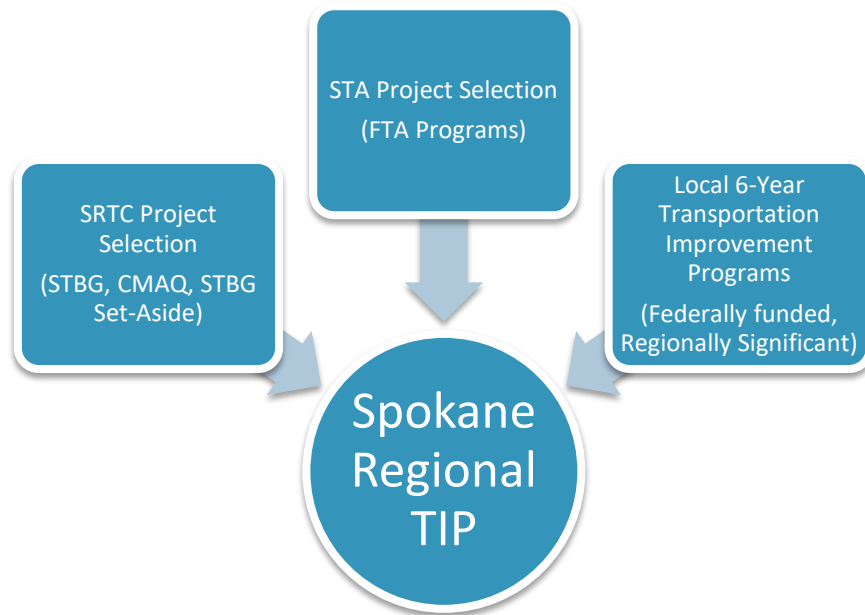 STA Project Selection
(FTA Programs)
SRTC Project
Selection
(STBG, CMAQ, STBG
Set-Aside)
Local 6-Year
Transportation
Improvement
Programs
(Federally funded,
Regionally Significant)
Spokane
Regional
TIP